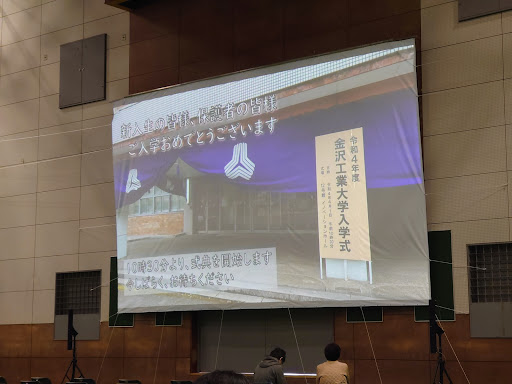 新入生の皆様、保護者の皆様
ご入学おめでとうございます
令和4年度
金沢工業大学入学式
10時30分より、式典を開始します
今しばらく、お待ちください